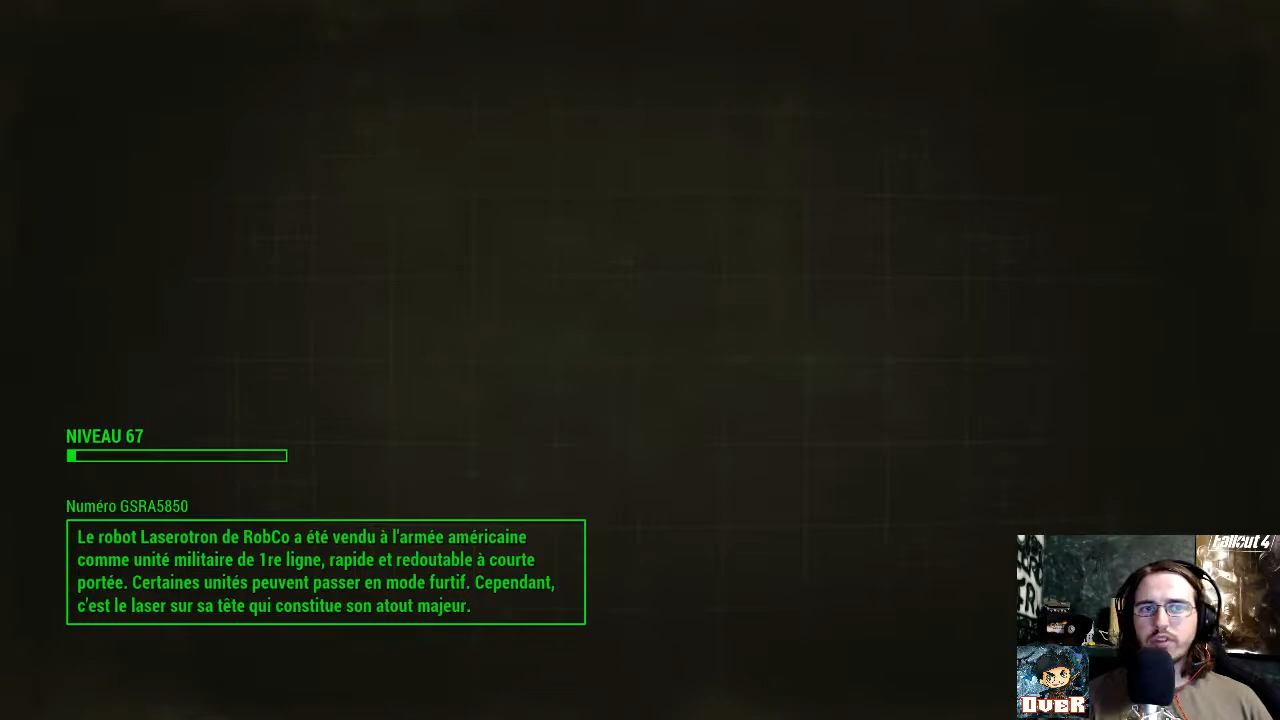 NIVEAU 67
Numéro GSRA5850
Le robot Laserotron de RobCo a été vendu à l'armée américaine
comme unité militaire de 1re ligne, rapide et redoutable à courte
portée. Certaines unités peuvent passer en mode furtif. Cependant,
c'est le laser sur sa tête qui constitue son atout majeur.
Fallout 4
OVER